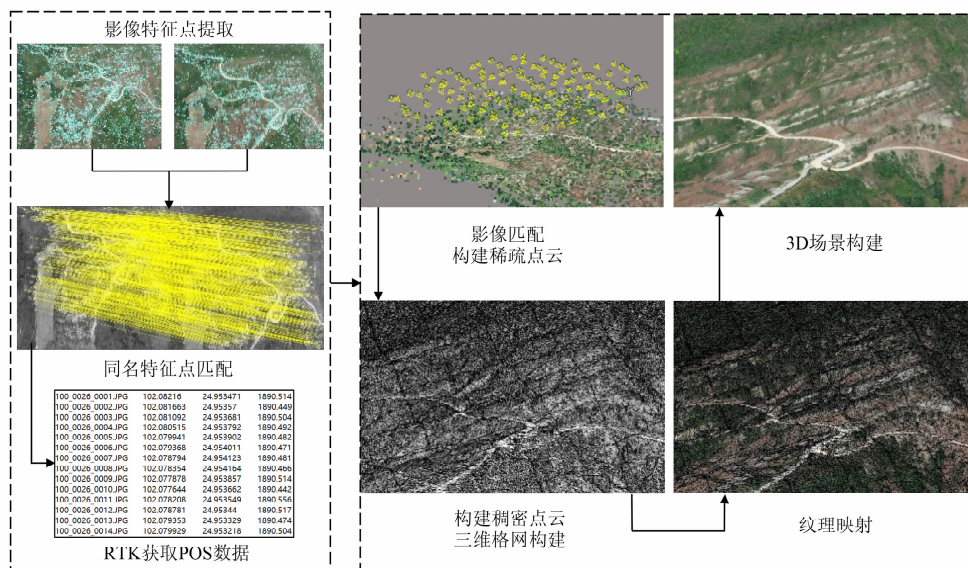 影像特征点提取
同名特征点匹配
100_0026_0001.JPG 102.08216 24.953471 1890.514
100_0026_0002.JPG 102.081663 24.95357 1890.449
100_0026_0003.JPG 102.081092 24.953681 1890.504
100_0026_0004.JPG 102.080515 24.953792 1890.492
100_0026_0005.JPG 102.079941 24.953902 1890.482
100_0026_0006.JPG 102.079368 24.954011 1890.471
100_0026_0007.JPG 102.078794 24.954123 1890.481
100_0026_0008.JPG 102.078354 24.954164 1890.466
100_0026_0009.JPG 102.077878 24.953857 1890.514
100_0026_0010.JPG 102.077644 24.953662 1890.442
100_0026_0011.JPG 102.078208 24.953549 1890.556
100_0026_0012.JPG 102.078781 24.95344 1890.517
100_0026_0013.JPG 102.079353 24.953329 1890.474
100_0026_0014.JPG 102.079929 24.953218 1890.504
RTK获取POS数据
影像匹配
构建稀疏点云
3D场景构建
构建稠密点云
三维格网构建
纹理映射